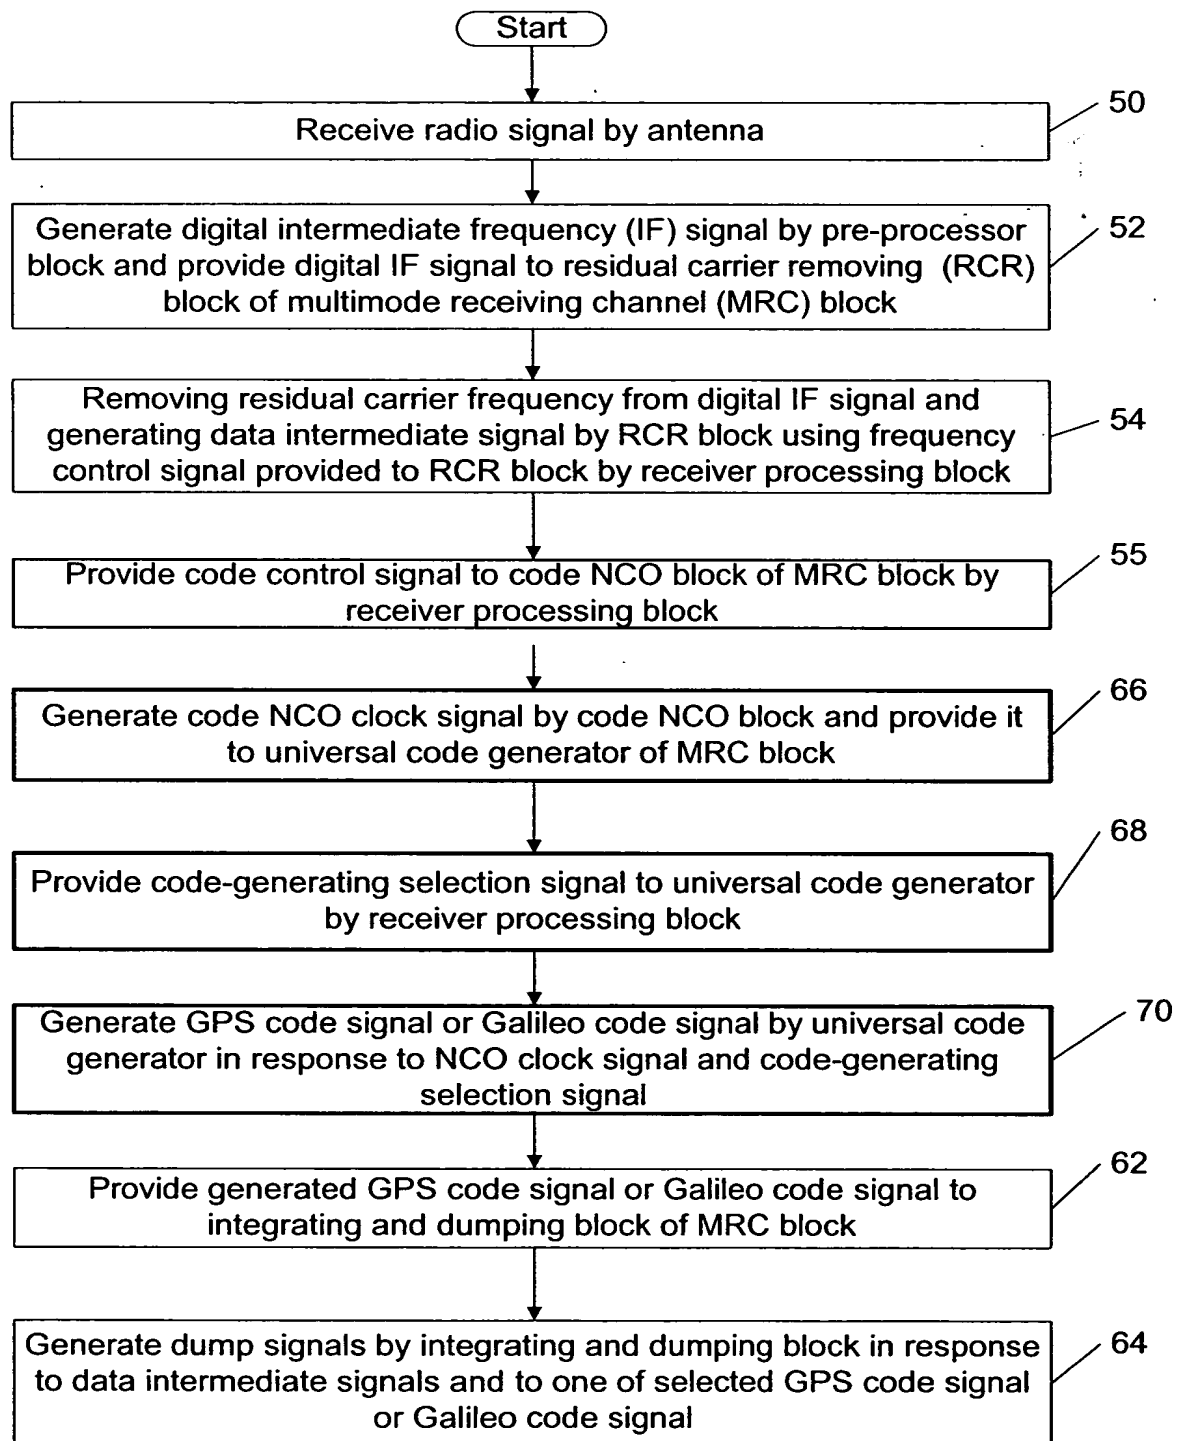 Start
Receive radio signal by antenna
50
Generate digital intermediate frequency (IF) signal by pre-processor
block and provide digital IF signal to residual carrier removing (RCR)
block of multimode receiving channel (MRC) block
52
Removing residual carrier frequency from digital IF signal and
generating data intermediate signal by RCR block using frequency
control signal provided to RCR block by receiver processing block
54
Provide code control signal to code NCO block of MRC block by
receiver processing block
55
Generate code NCO clock signal by code NCO block and provide it
to universal code generator of MRC block
66
Provide code-generating selection signal to universal code generator
by receiver processing block
68
Generate GPS code signal or Galileo code signal by universal code
generator in response to NCO clock signal and code-generating
selection signal
70
Provide generated GPS code signal or Galileo code signal to
integrating and dumping block of MRC block
62
Generate dump signals by integrating and dumping block in response
to data intermediate signals and to one of selected GPS code signal
or Galileo code signal
64